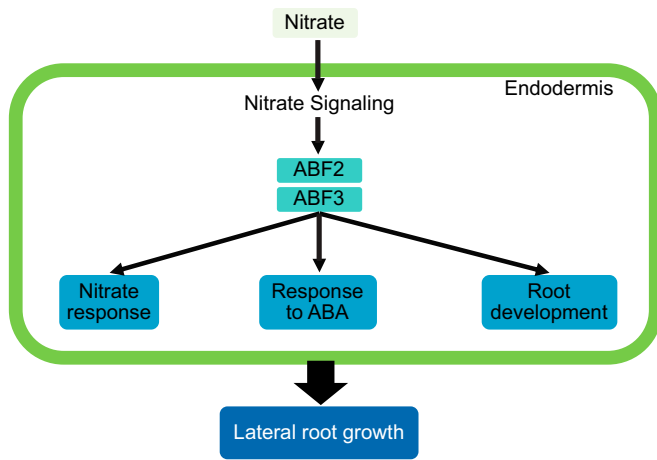 Nitrate
Endodermis
Nitrate Signaling
ABF2
ABF3
Nitrate
response
Response
to ABA
Root
development
Lateral root growth